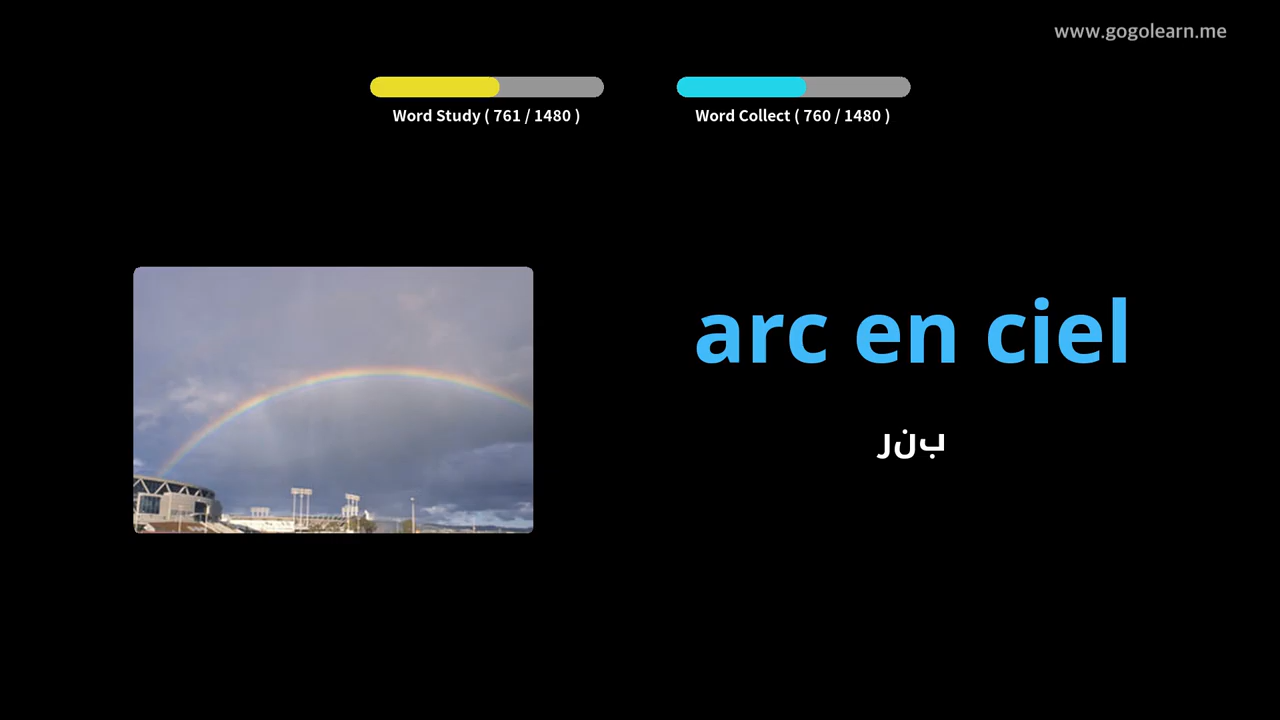 www.gogolearn.me
Word Study ( 761 / 1480 )
Word Collect ( 760 / 1480 )
arc en ciel
بنر